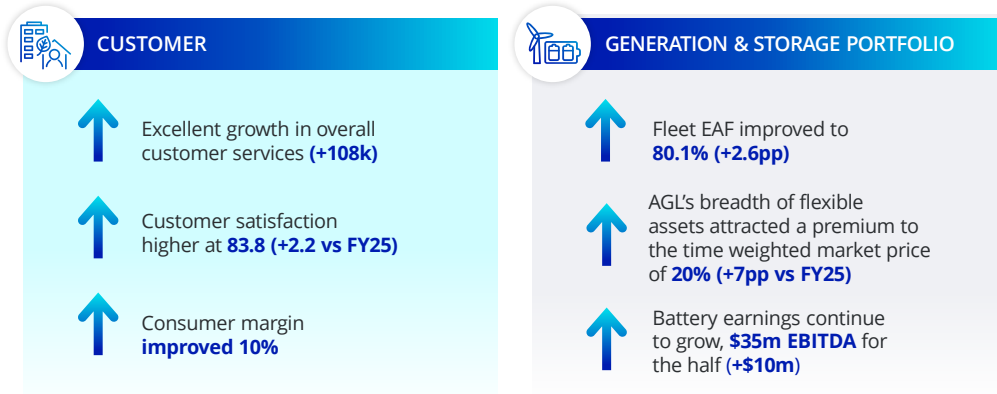 CUSTOMER
Excellent growth in overall
customer services (+108k)
Customer satisfaction
higher at 83.8 (+2.2 vs FY25)
Consumer margin
improved 10%
GENERATION & STORAGE PORTFOLIO
Fleet EAF improved to
80.1% (+2.6pp)
AGL’s breadth of flexible
assets attracted a premium to
the time weighted market price
of 20% (+7pp vs FY25)
Battery earnings continue
to grow, $35m EBITDA for
the half (+$10m)